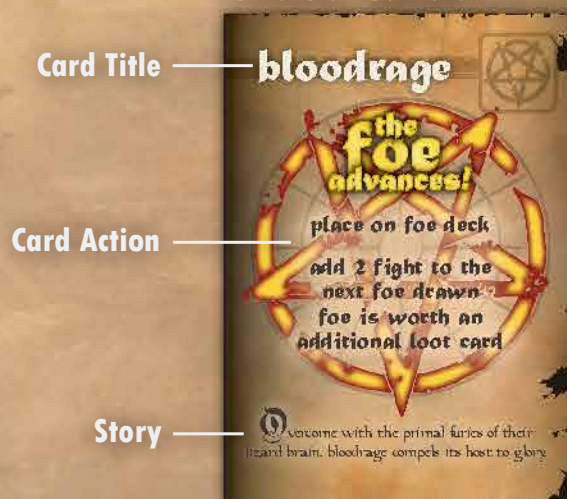 Card Title
bloodrage
the
foe
advances!
Card Action
place on foe deck
add 2 fight to the
next foe drawn
foe is worth an
additional loot card
Story
Overcome with the primal furies of their
lizard brain, bloodrage compels its host to glory